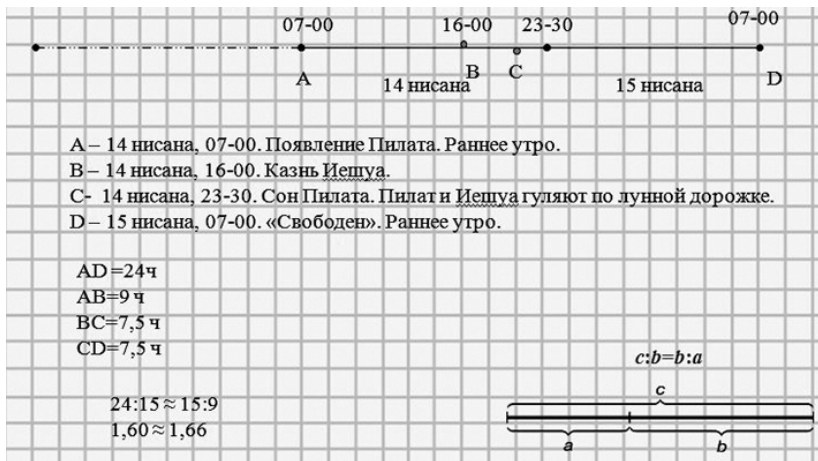 07-00 16-00 23-30 07-00
A B C D
14 нисана 15 нисана
A – 14 нисана, 07-00. Появление Пилата. Раннее утро.
B – 14 нисана, 16-00. Казнь Иешуа.
C- 14 нисана, 23-30. Сон Пилата. Пилат и Иешуа гуляют по лунной дорожке.
D – 15 нисана, 07-00. «Свободен». Раннее утро.
AD =24ч
AB=9 ч
BC=7,5 ч
CD=7,5 ч
c:b=b:a
c
24:15 ≈ 15:9
1,60 ≈ 1,66
a b